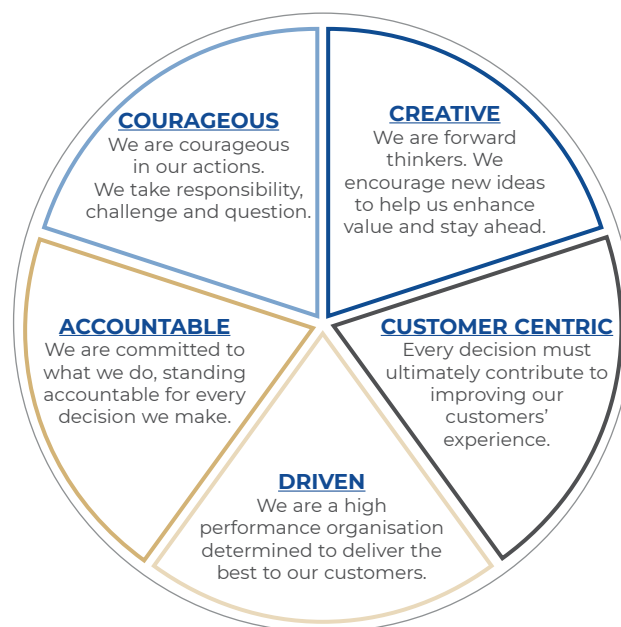 COURAGEOUS
We are courageous
in our actions.
We take responsibility,
challenge and question.
CREATIVE
We are forward
thinkers. We
encourage new ideas
to help us enhance
value and stay ahead.
ACCOUNTABLE
We are committed to
what we do, standing
accountable for every
decision we make.
CUSTOMER CENTRIC
Every decision must
ultimately contribute to
improving our
customers’
experience.
DRIVEN
We are a high
performance organisation
determined to deliver the
best to our customers.